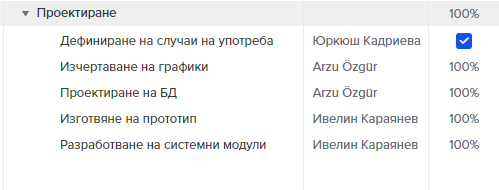 Проектиране 100%
Дефиниране на случаи на употреба Юркюш Кадриева
Изчертаване на графики Arzu Özgür 100%
Проектиране на БД Arzu Özgür 100%
Изготвяне на прототип Ивелин Караянев 100%
Разработване на системни модули Ивелин Караянев 100%